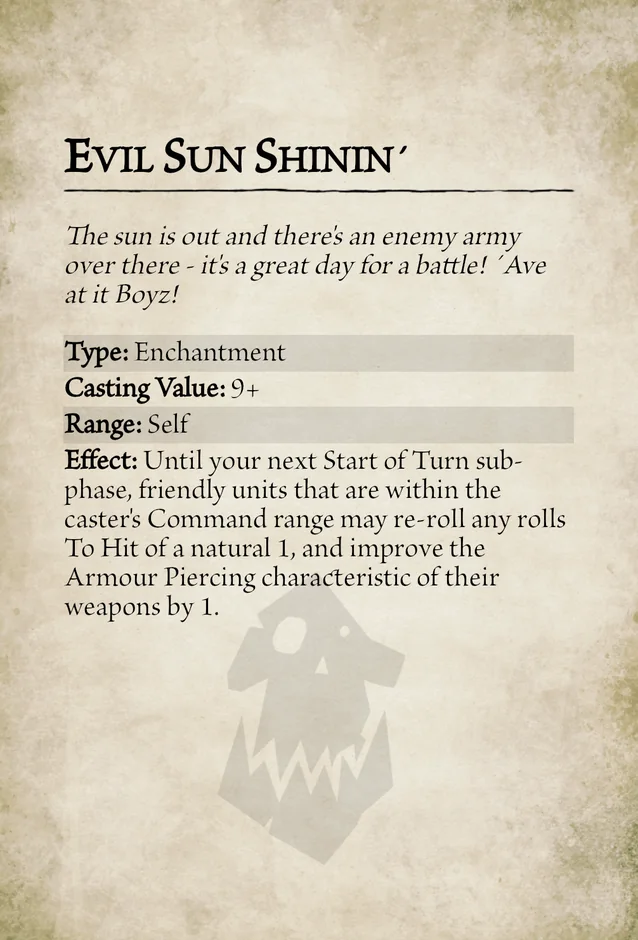 Evil Sun Shinin´
The sun is out and there's an enemy army
over there - it's a great day for a battle! ´Ave
at it Boyz!
Type: Enchantment
Casting Value: 9+
Range: Self
Effect: Until your next Start of Turn sub-
phase, friendly units that are within the
caster's Command range may re-roll any rolls
To Hit of a natural 1, and improve the
Armour Piercing characteristic of their
weapons by 1.